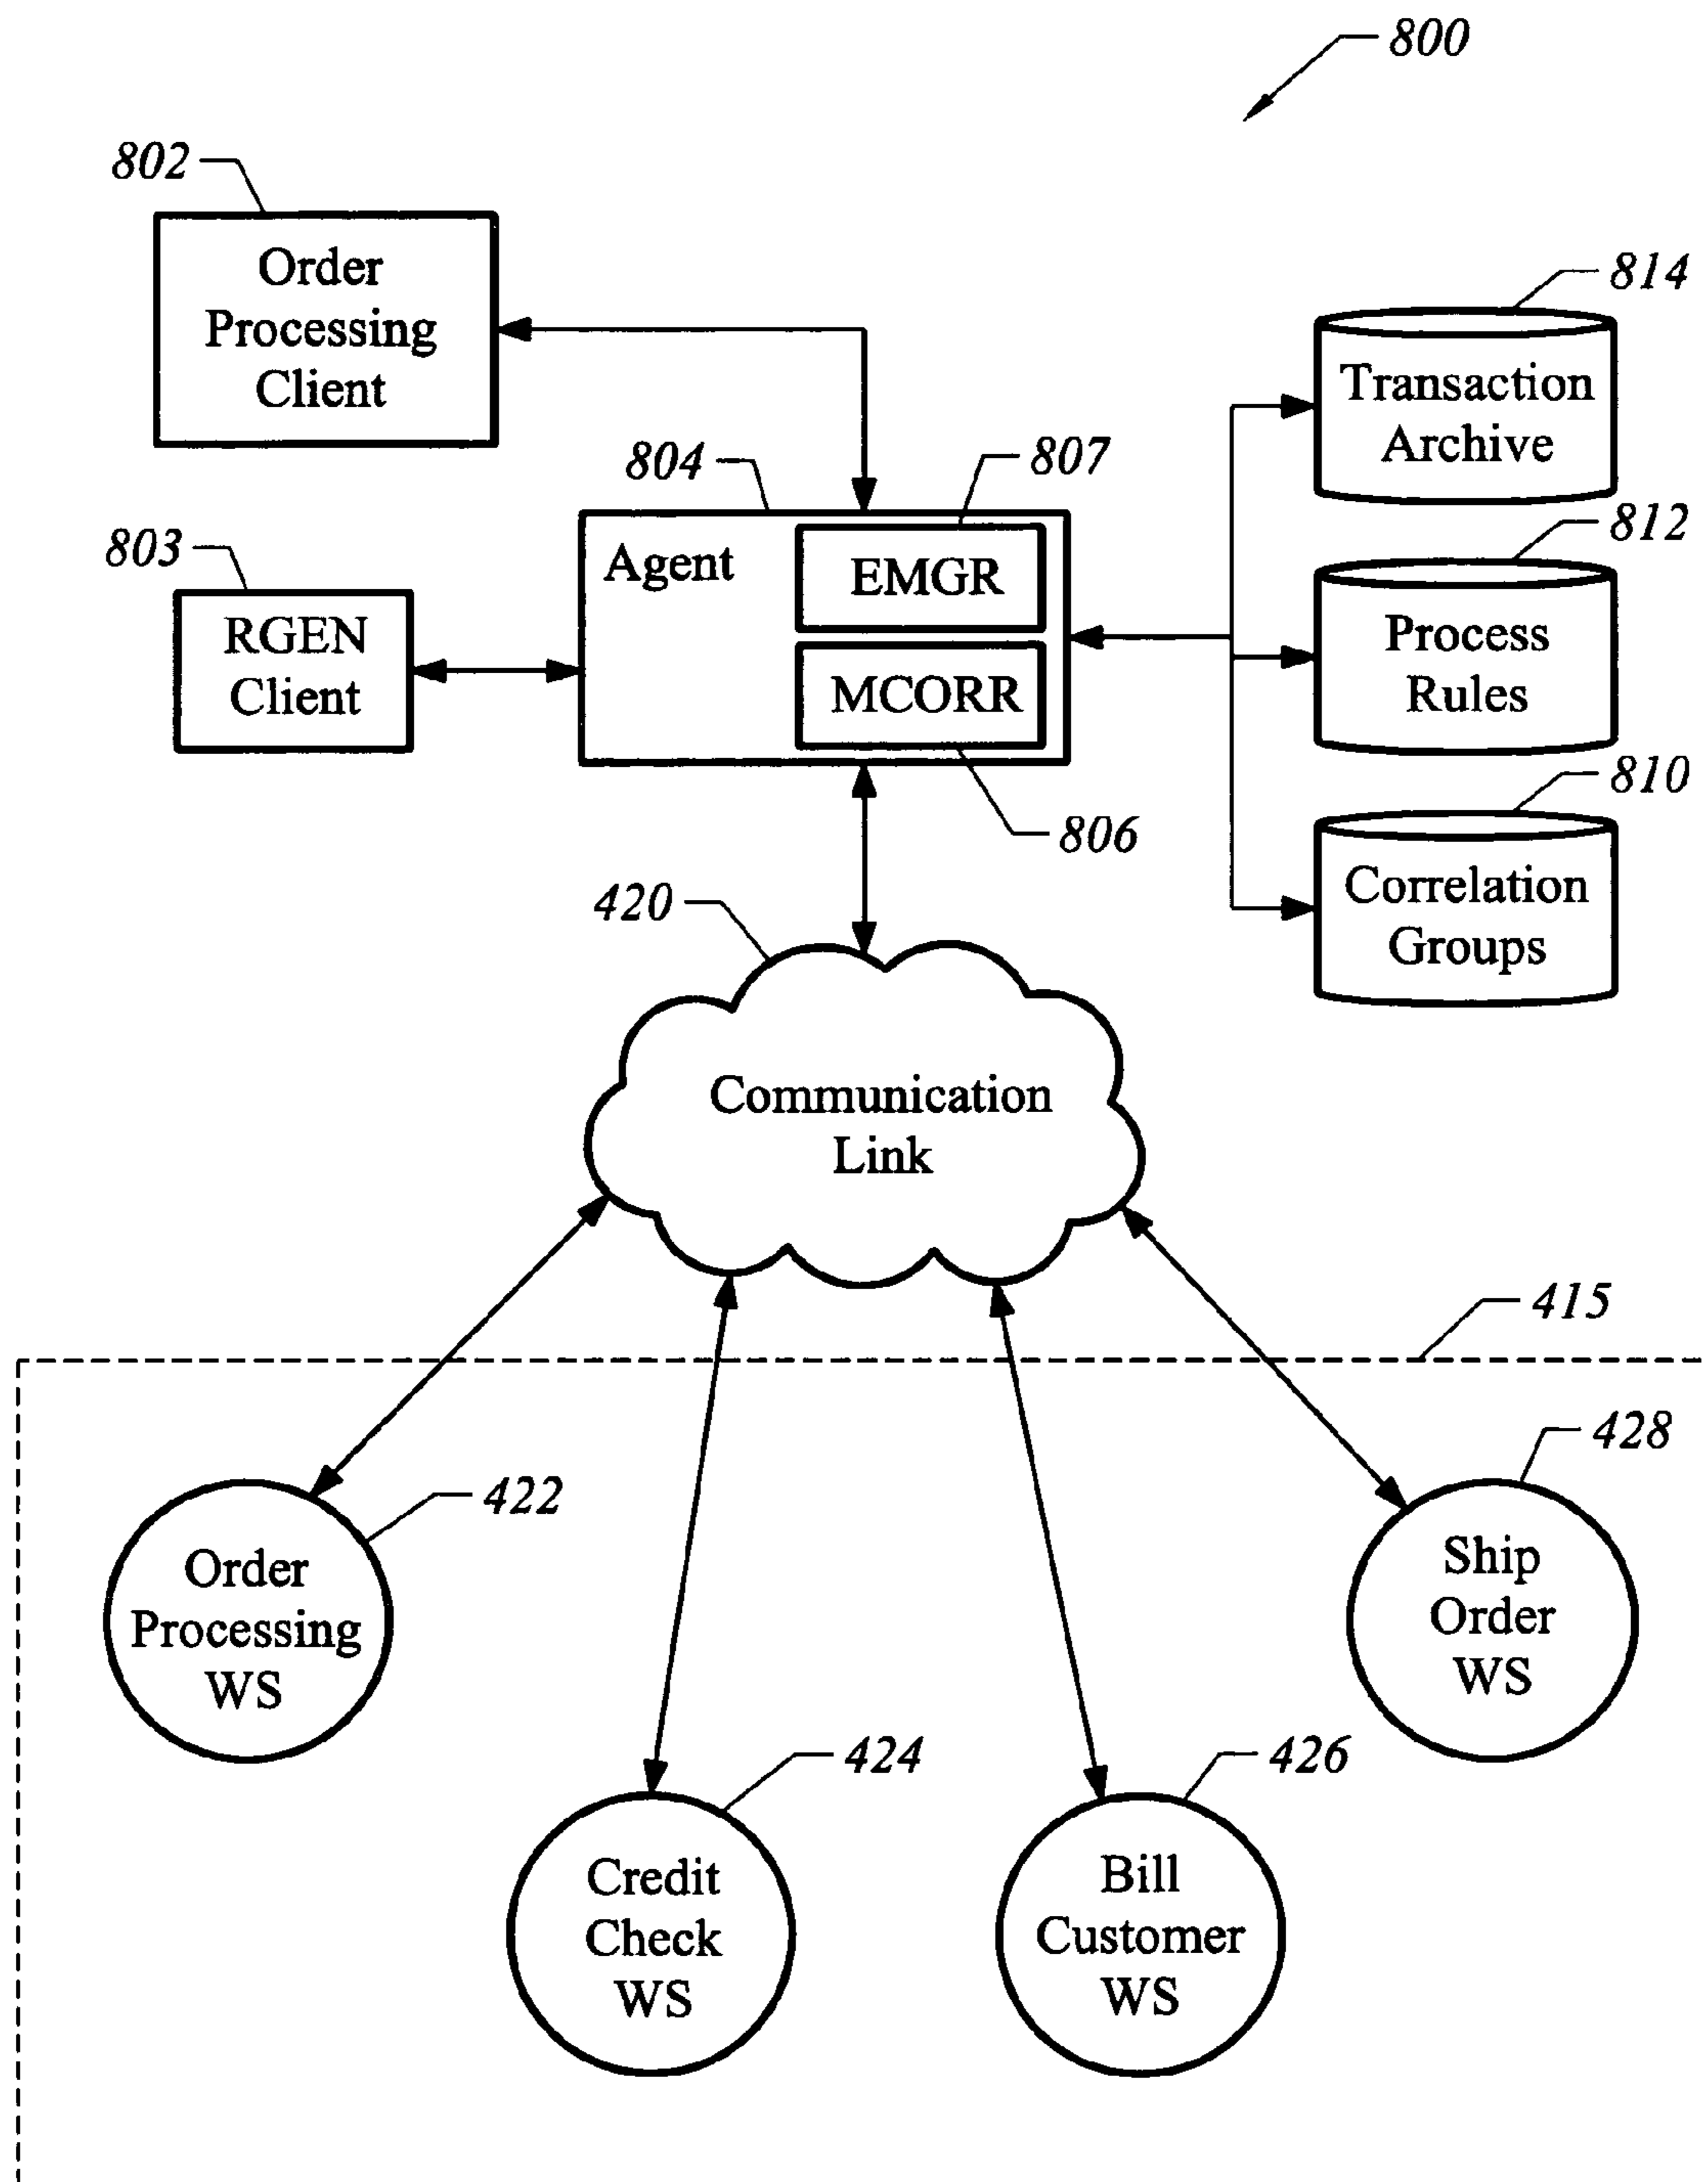 800
802
Order
Processing
Client
814
Transaction
Archive
804
807
Agent
EMGR
803
RGEN
Client
MCORR
812
Process
Rules
806
810
Correlation
Groups
420
Communication
Link
415
428
Ship
Order
WS
422
Order
Processing
WS
424
Credit
Check
WS
426
Bill
Customer
WS